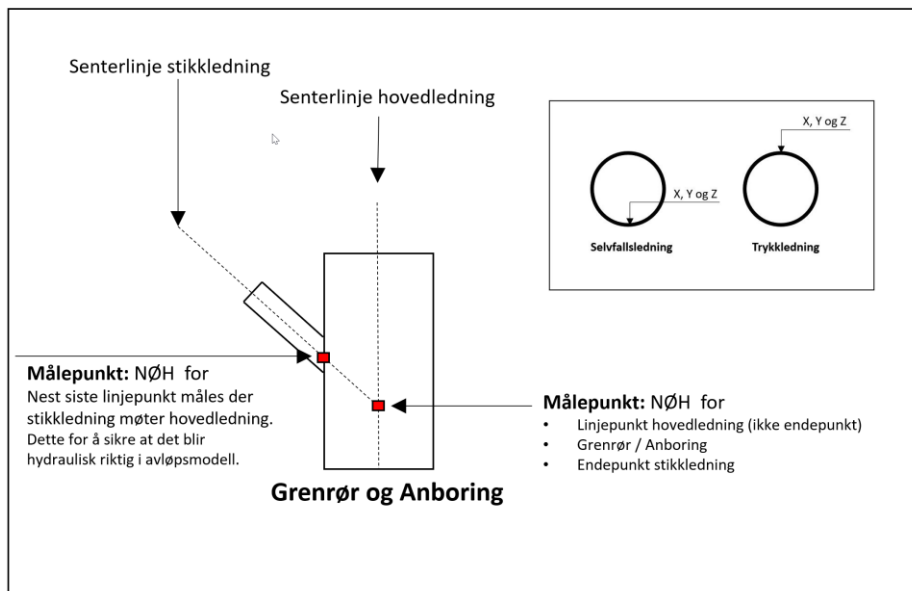 Senterlinje stikkledning
Senterlinje hovedledning
X, Y og Z
X, Y og Z
Selvfallsledning
Trykkledning
Målepunkt: NØH for
Nest siste linjepunkt måles der
stikkledning møter hovedledning.
Dette for å sikre at det blir
hydraulisk riktig i avløpsmodell.
Målepunkt: NØH for
• Linjepunkt hovedledning (ikke endepunkt)
• Grenrør / Anboring
• Endepunkt stikkledning
Grenrør og Anboring